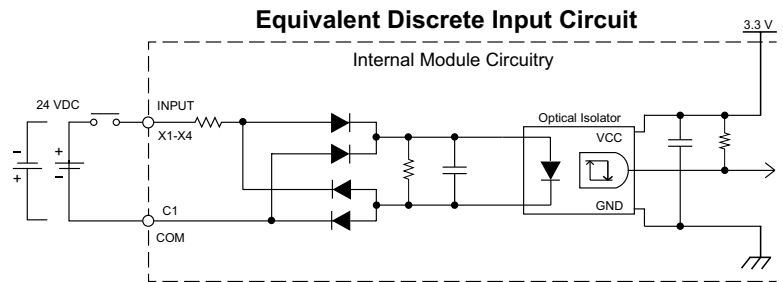 Equivalent Discrete Input Circuit
3.3 V
Internal Module Circuitry
24 VDC
INPUT
X1-X4
Optical Isolator
VCC
GND
C1
COM
−
+
+
−